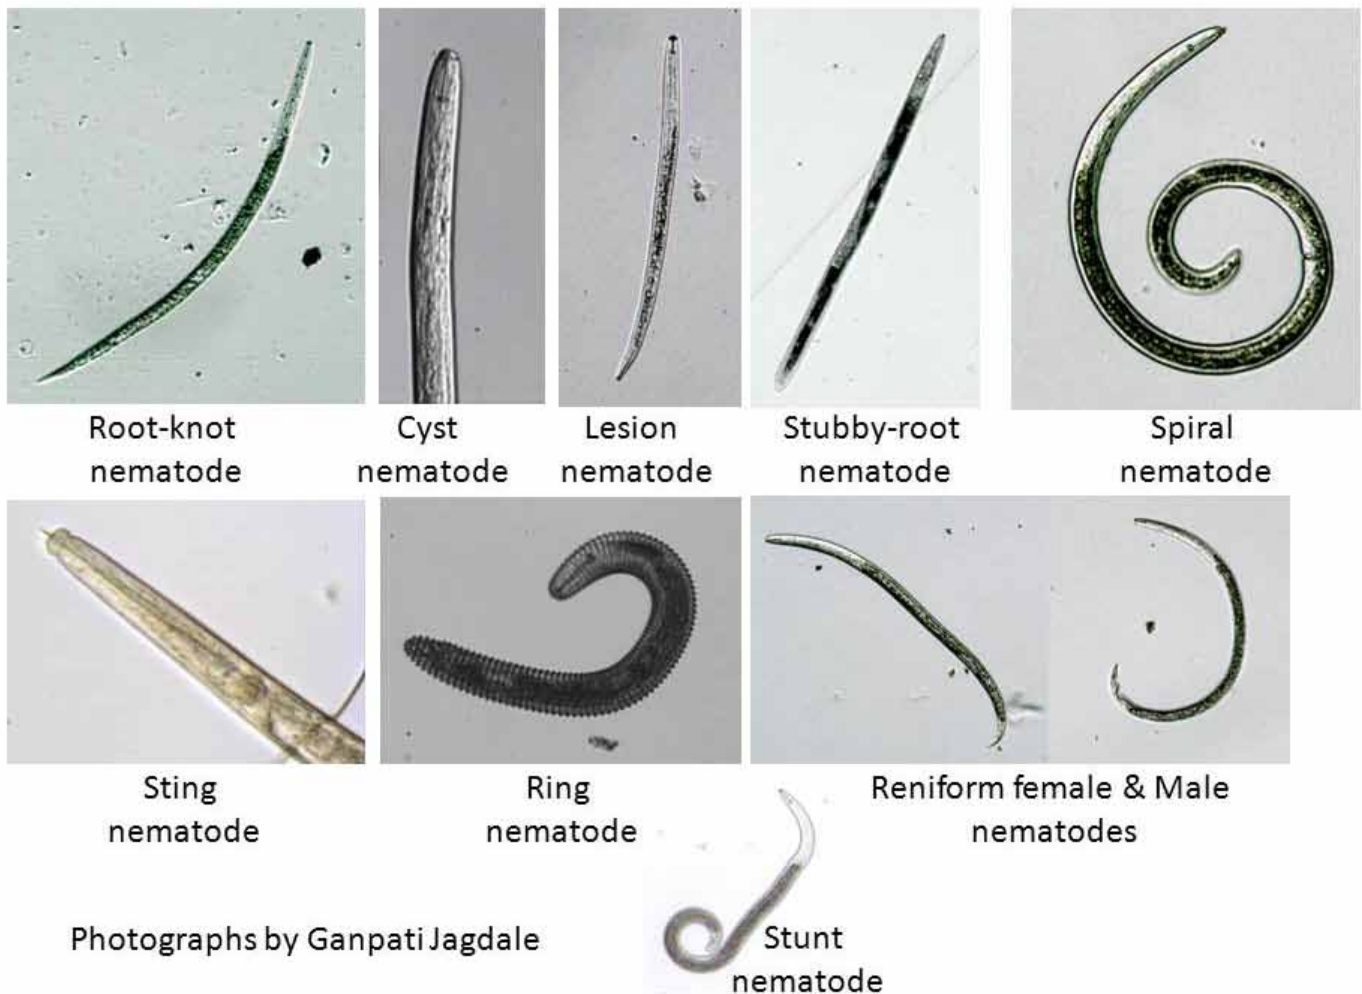 Root-knot
nematode
Cyst
nematode
Lesion
nematode
Stubby-root
nematode
Spiral
nematode
Sting
nematode
Ring
nematode
Reniform female & Male
nematodes
Photographs by Ganpati Jagdale
Stunt
nematode